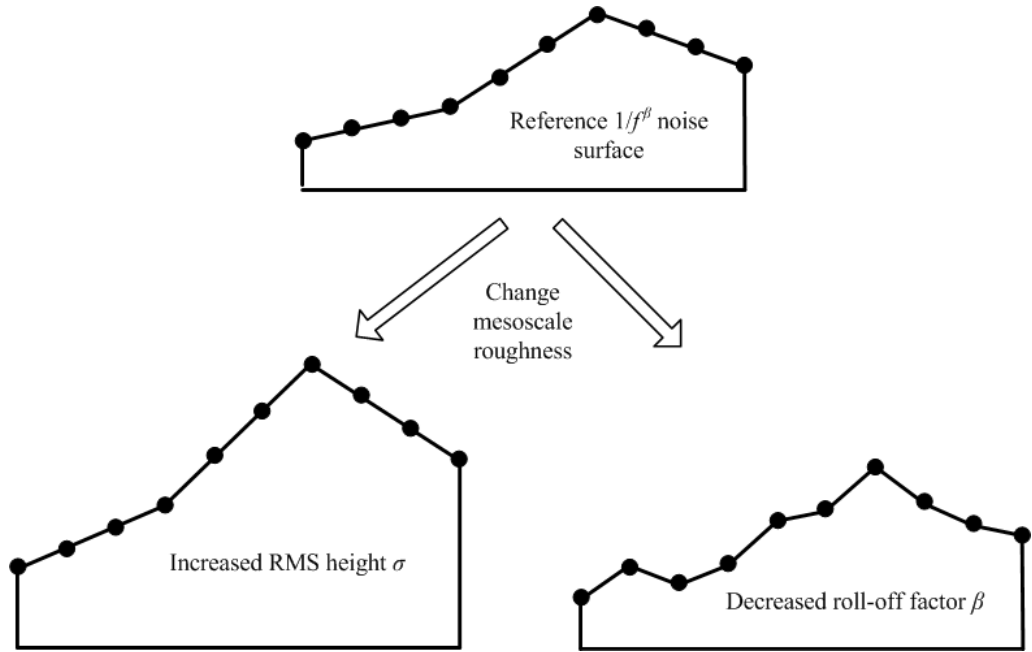 Reference 1/f^β noise
surface
Change
mesoscale
roughness
Increased RMS height σ
Decreased roll-off factor β